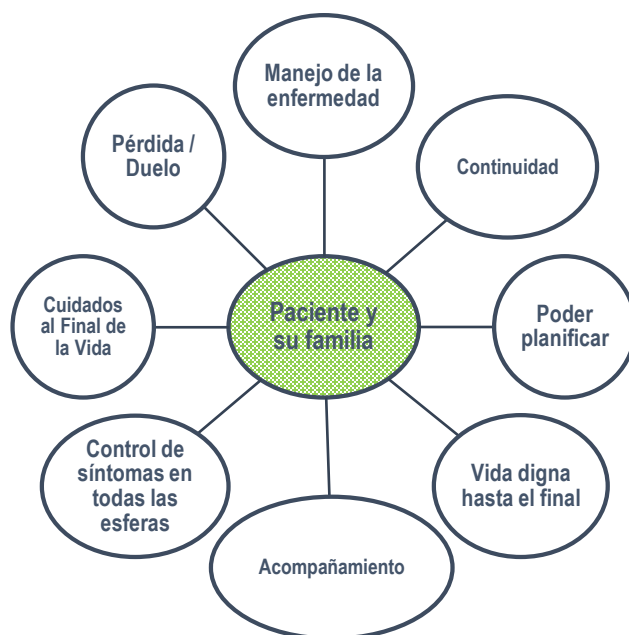 Manejo de la
enfermedad
Continuidad
Poder
planificar
Vida digna
hasta el final
Acompañamiento
Control de
síntomas en
todas las
esferas
Cuidados
al Final de
la Vida
Pérdida /
Duelo
Paciente y
su familia